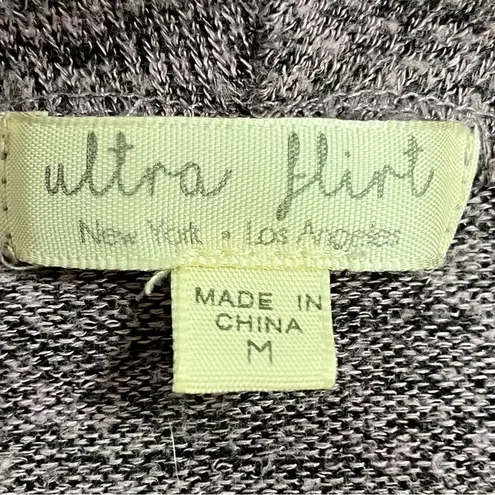 ultra flirt
New York • Los Angeles
MADE IN
CHINA
M